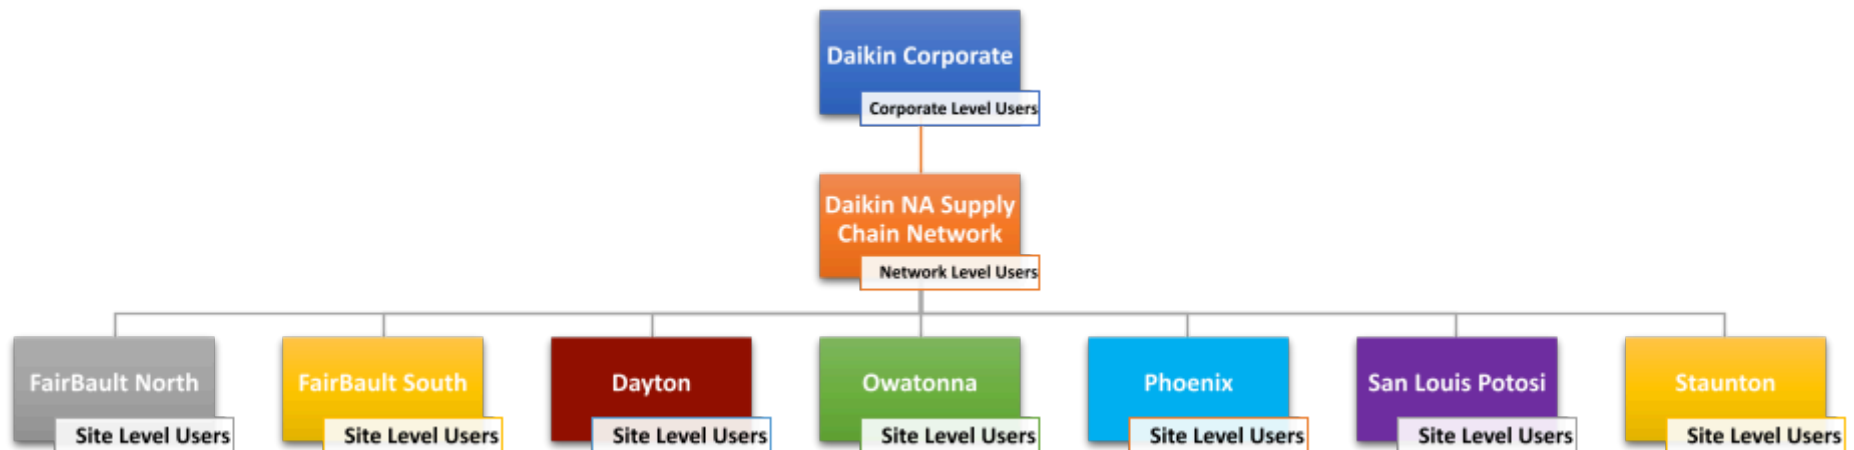 Daikin Corporate
Corporate Level Users
Daikin NA Supply
Chain Network
Network Level Users
FairBault North
Site Level Users
FairBault South
Site Level Users
Dayton
Site Level Users
Owatonna
Site Level Users
Phoenix
Site Level Users
San Louis Potosi
Site Level Users
Staunton
Site Level Users